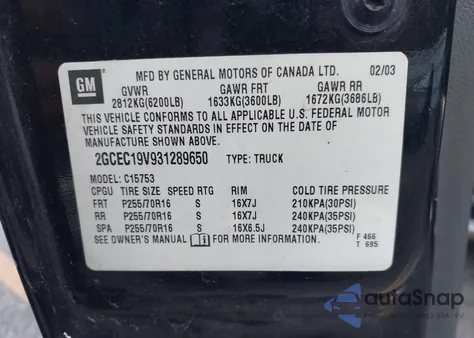 GM
MFD BY GENERAL MOTORS OF CANADA LTD. 02/03
GVWR GAWR FRT GAWR RR
2812KG(6200LB) 1633KG(3600LB) 1672KG(3686LB)
THIS VEHICLE CONFORMS TO ALL APPLICABLE U.S. FEDERAL MOTOR
VEHICLE SAFETY STANDARDS IN EFFECT ON THE DATE OF
MANUFACTURE SHOWN ABOVE.
2GCEC19V931289650 TYPE: TRUCK
MODEL: C15753
CPGU TIRE SIZE SPEED RTG RIM COLD TIRE PRESSURE
FRT P255/70R16 S 16X7J 210KPA(30PSI)
RR P255/70R16 S 16X7J 240KPA(35PSI)
SPA P255/70R16 S 16X6.5J 240KPA(35PSI)
SEE OWNER'S MANUAL FOR MORE INFORMATION. F 466
T 695
autoSnap